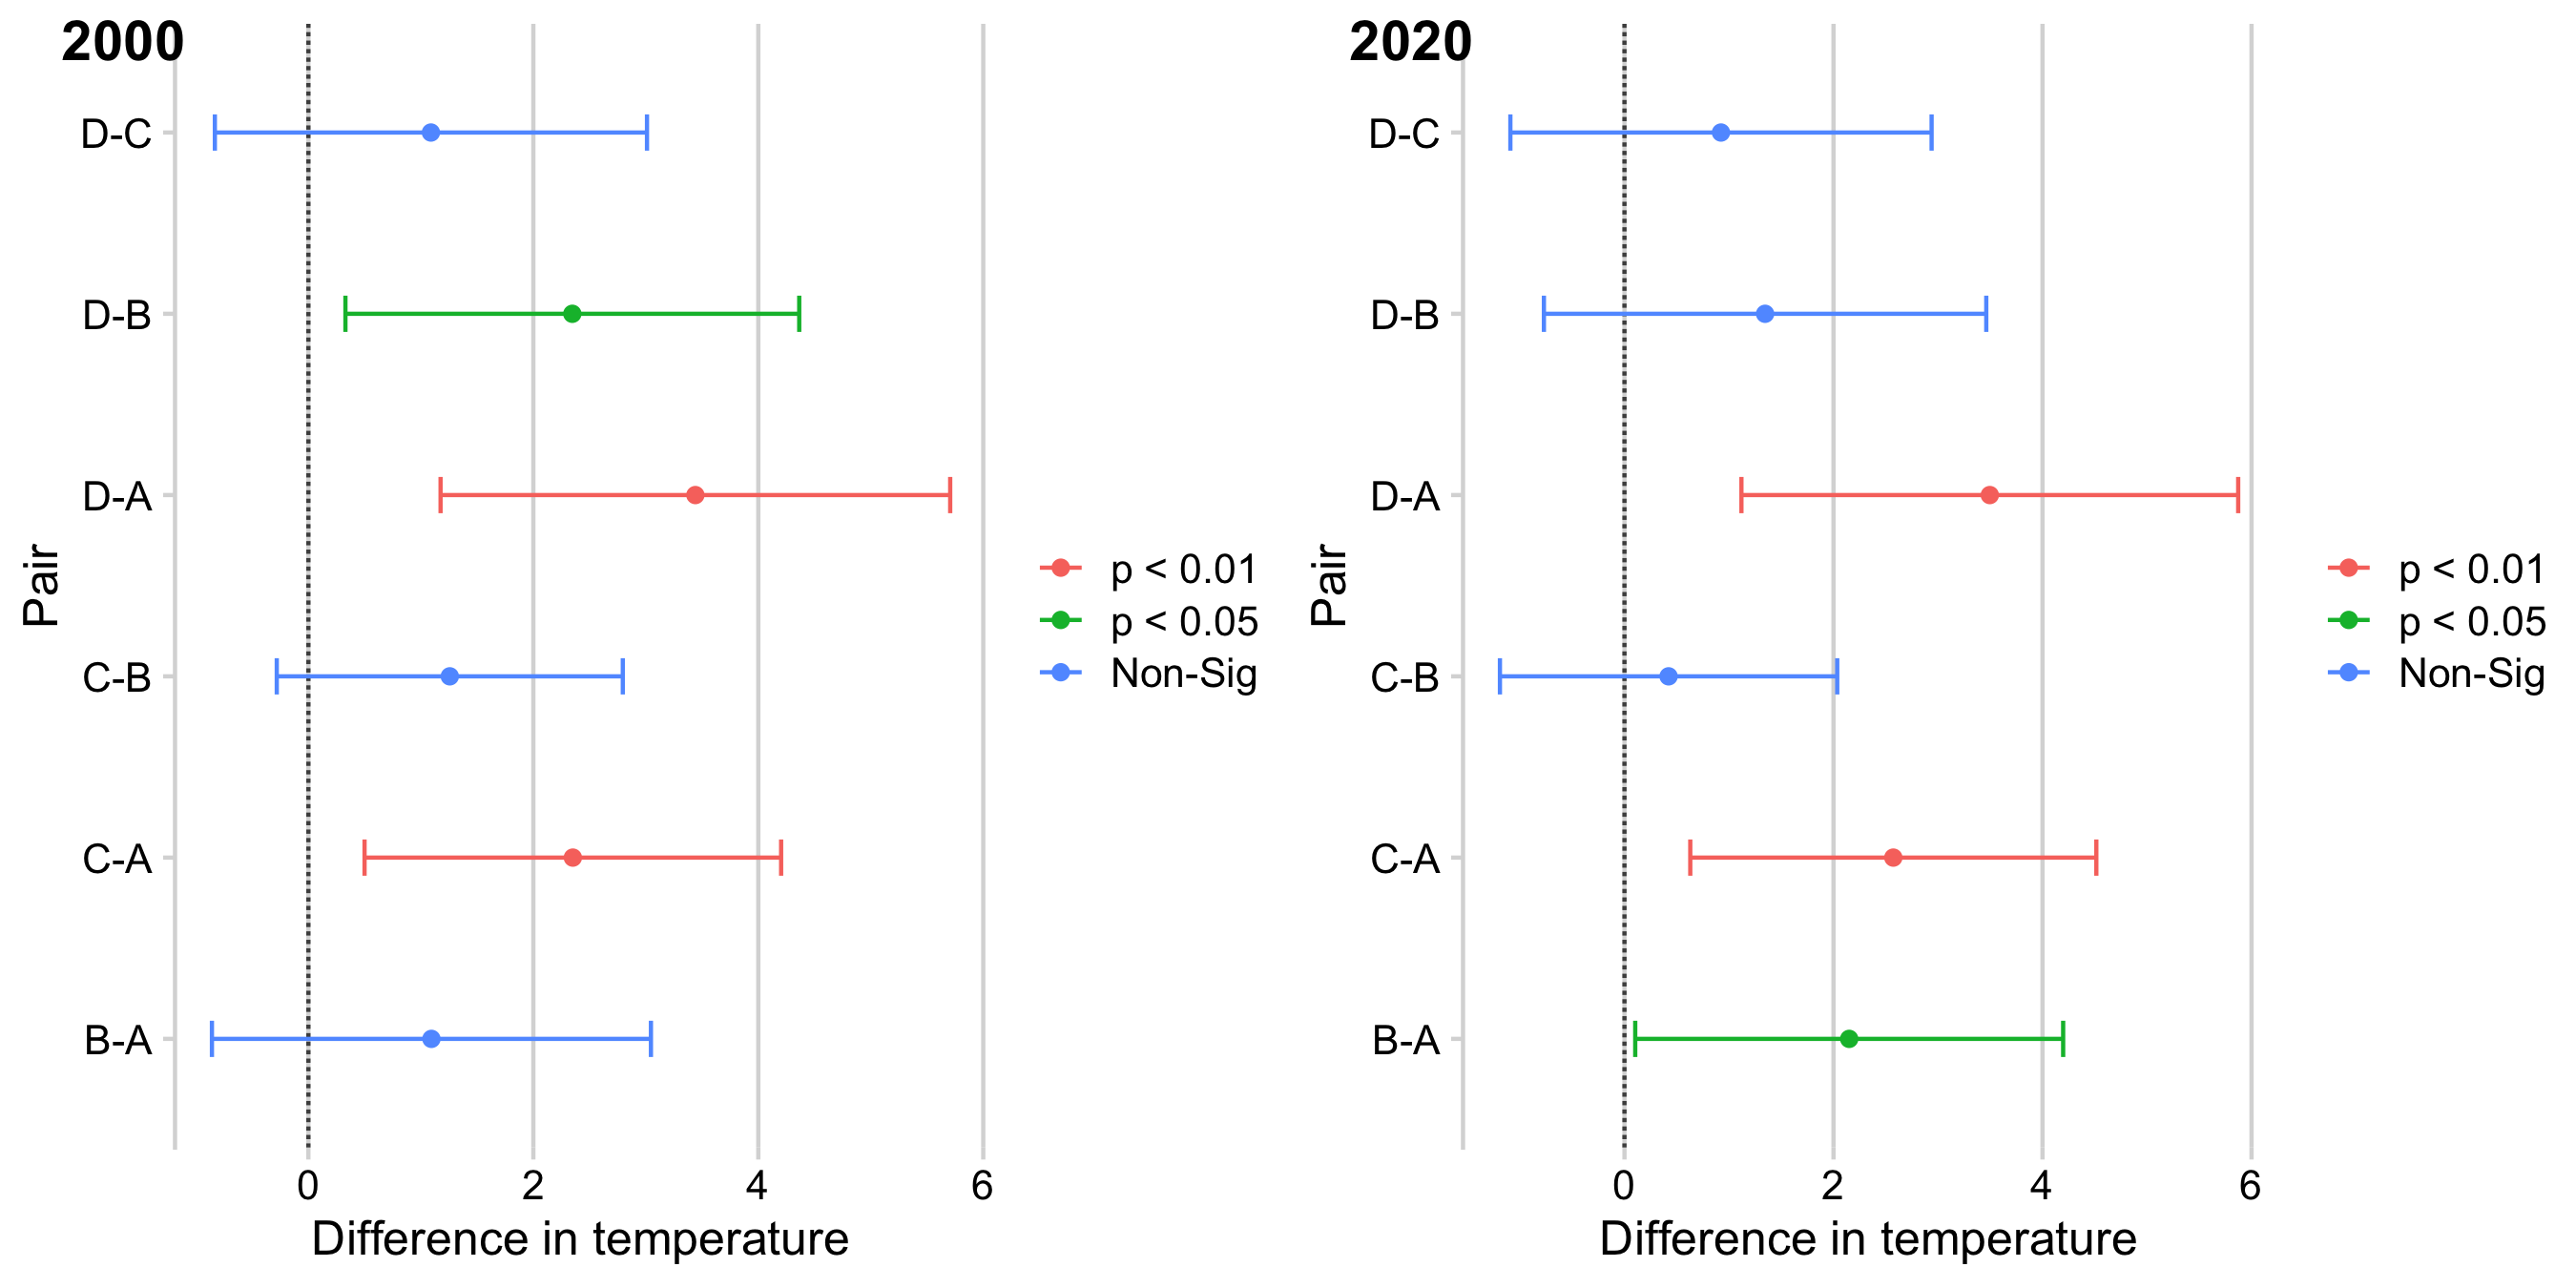 2000
D-C
D-B
D-A
C-B
C-A
B-A
Pair
0 2 4 6
Difference in temperature
p < 0.01
p < 0.05
Non-Sig
2020
D-C
D-B
D-A
C-B
C-A
B-A
Pair
0 2 4 6
Difference in temperature
p < 0.01
p < 0.05
Non-Sig